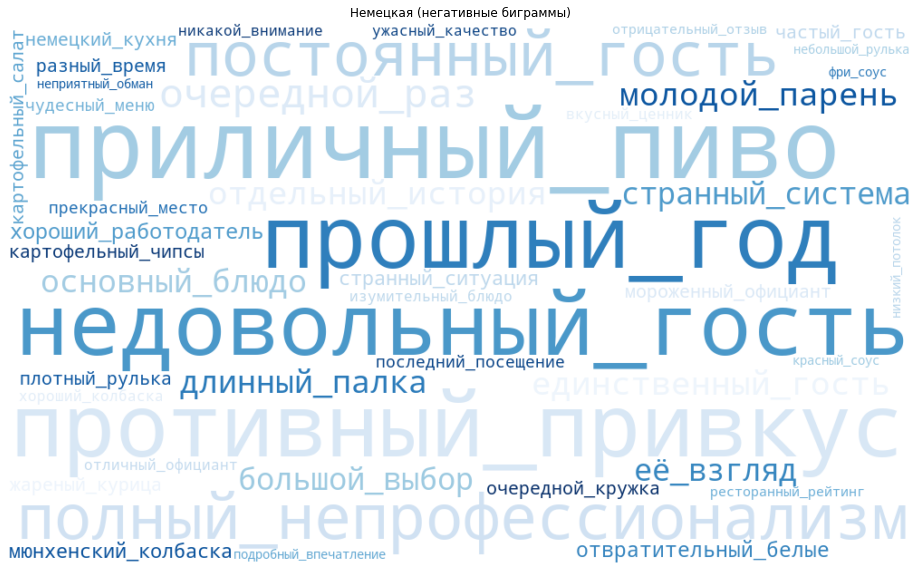 Немецкая (негативные биграммы)
картофельный_салат
немецкий_кухня
никакой_внимание
ужасный_качество
отрицательный_отзыв
частый_гость
небольшой_рулька
постоянный_гость
разный_время
неприятный_обман
фри_соус
чудесный_меню
очередной_раз
молодой_парень
вкусный_ценник
приличный_пиво
отдельный_история
странный_система
прекрасный_место
прошлый_год
хороший_работодатель
картофельный_чипсы
низкий_потолок
основный_блюдо
странный_ситуация
изумительный_блюдо
мороженный_официант
недовольный_гость
последний_посещение
красный_соус
плотный_рулька
длинный_палка
единственный_гость
хороший_колбаска
противный_привкус
отличный_официант
её_взгляд
жареный_курица
большой_выбор
очередной_кружка
ресторанный_рейтинг
полный_непрофессионализм
мюнхенский_колбаска
подробный_впечатление
отвратительный_белые